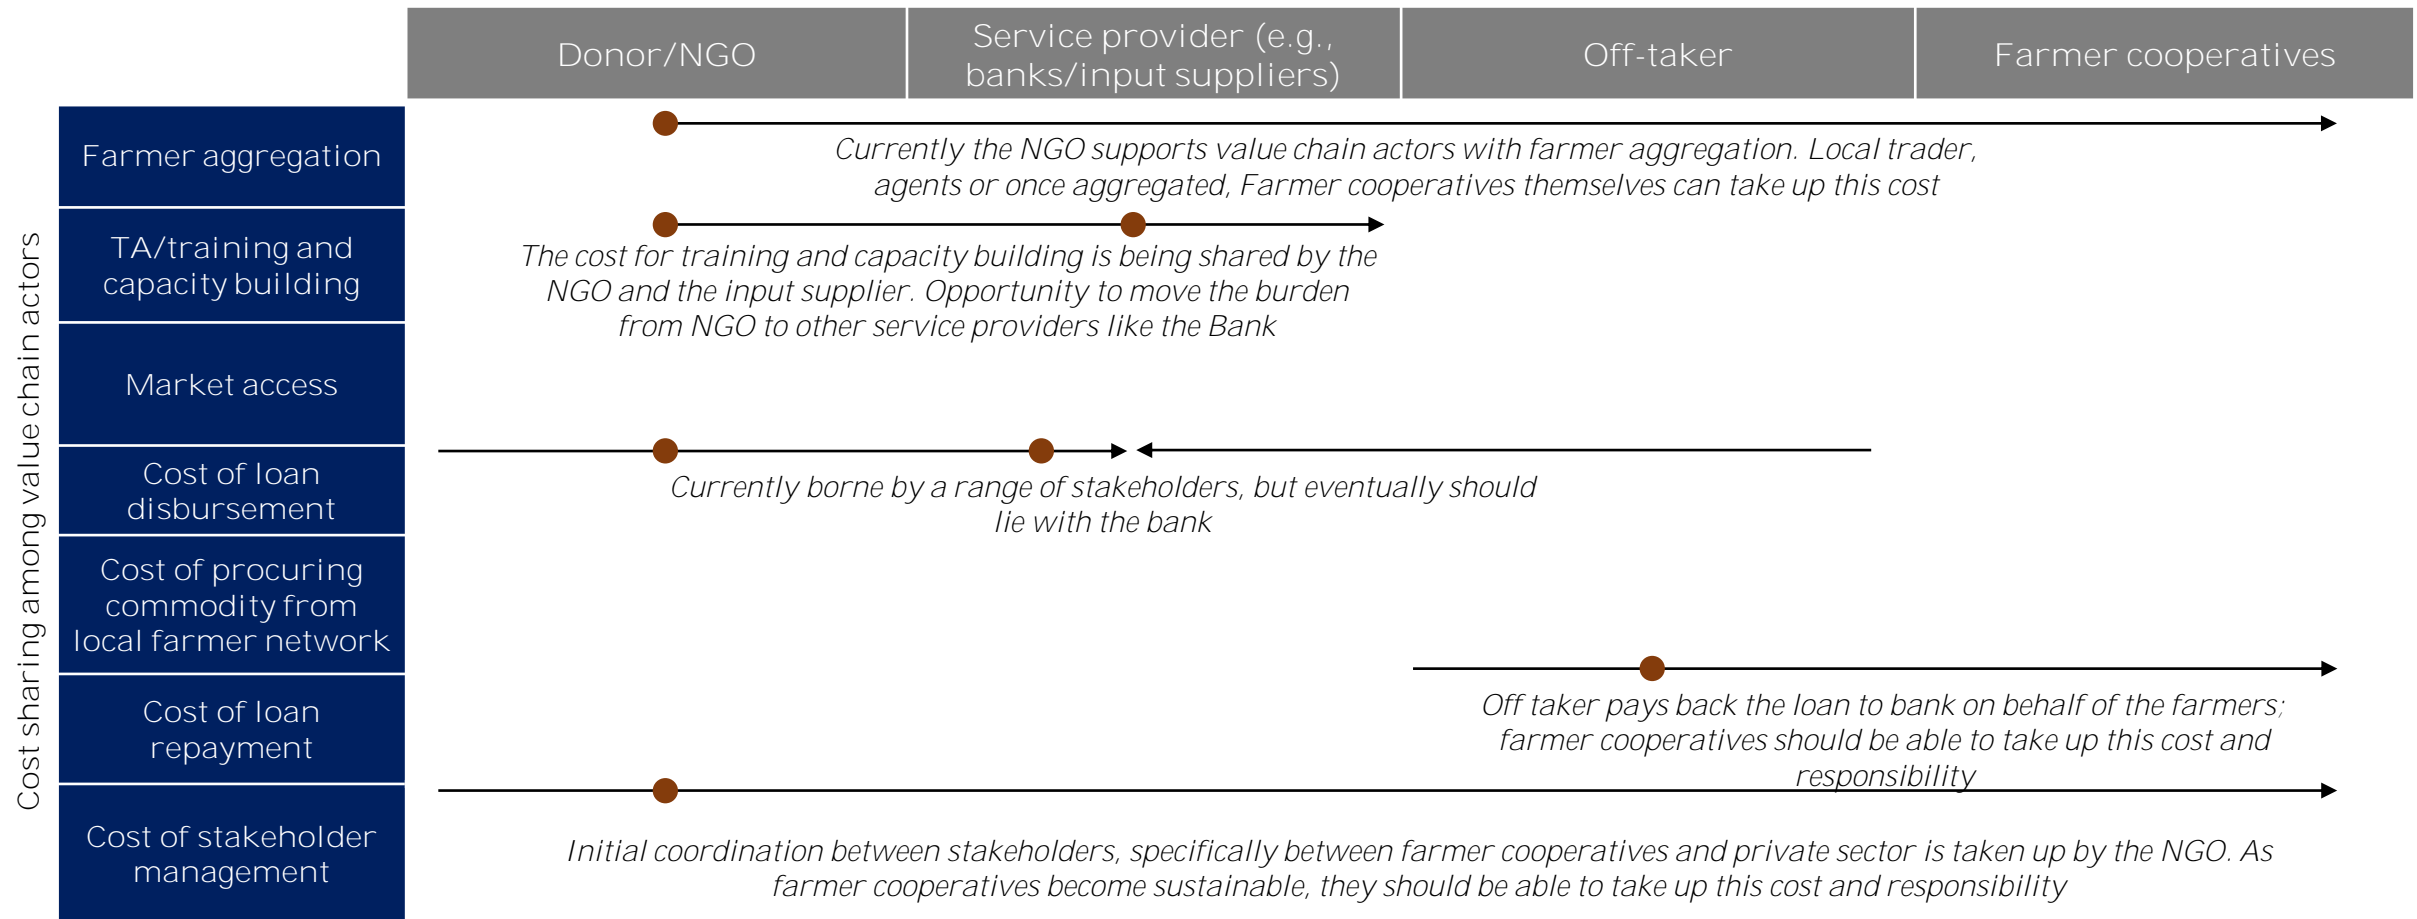 Donor/NGO
Service provider (e.g.,
banks/input suppliers)
Off-taker
Farmer cooperatives
Cost sharing among value chain actors
Farmer aggregation
Currently the NGO supports value chain actors with farmer aggregation. Local trader,
agents or once aggregated, Farmer cooperatives themselves can take up this cost
TA/training and
capacity building
The cost for training and capacity building is being shared by the
NGO and the input supplier. Opportunity to move the burden
from NGO to other service providers like the Bank
Market access
Cost of loan
disbursement
Currently borne by a range of stakeholders, but eventually should
lie with the bank
Cost of procuring
commodity from
local farmer network
Cost of loan
repayment
Off taker pays back the loan to bank on behalf of the farmers;
farmer cooperatives should be able to take up this cost and
responsibility
Cost of stakeholder
management
Initial coordination between stakeholders, specifically between farmer cooperatives and private sector is taken up by the NGO. As
farmer cooperatives become sustainable, they should be able to take up this cost and responsibility